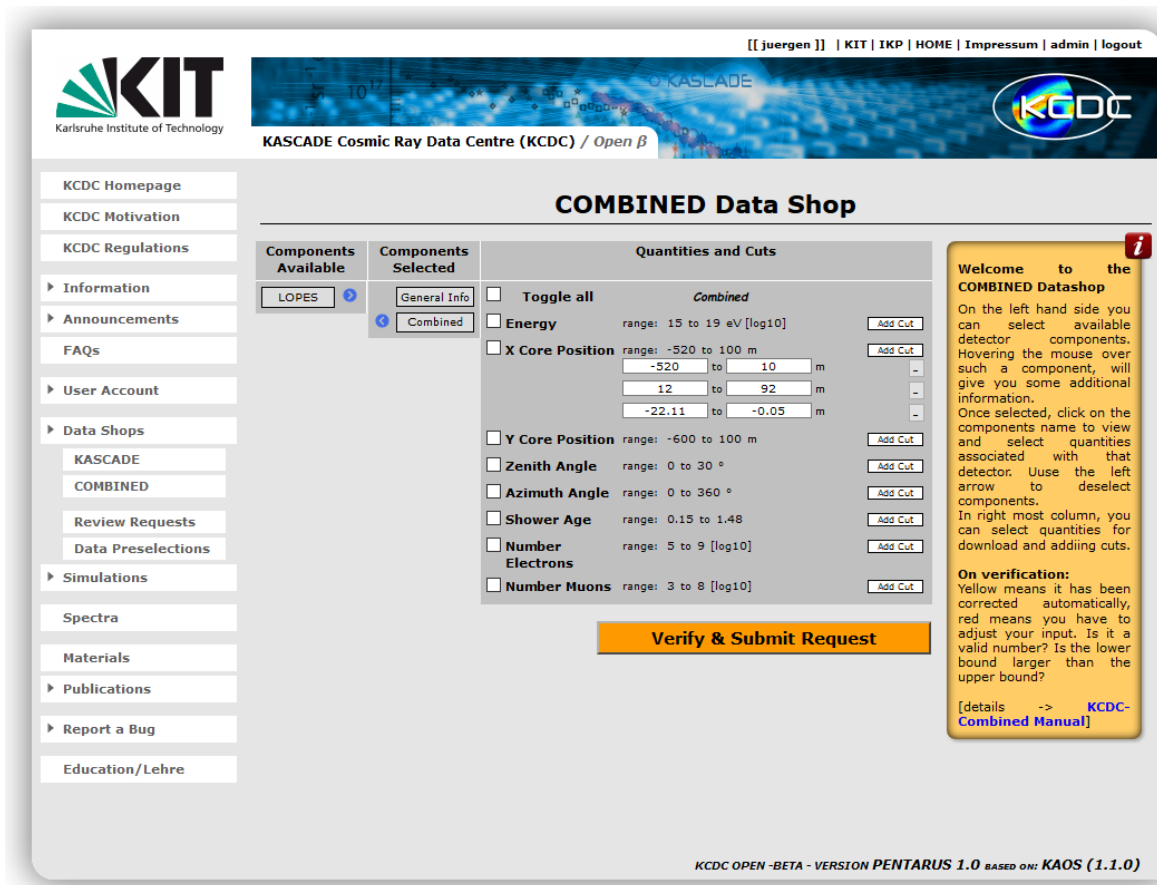 [[ juergen ]] | KIT | IKP | HOME | Impressum | admin | logout
KIT
Karlsruhe Institute of Technology
KASCADE
KCDC
KASCADE Cosmic Ray Data Centre (KCDC) / Open β
KCDC Homepage
KCDC Motivation
KCDC Regulations
Information
Announcements
FAQs
User Account
Data Shops
KASCADE
COMBINED
Review Requests
Data Preselections
Simulations
Spectra
Materials
Publications
Report a Bug
Education/Lehre
COMBINED Data Shop
Components Available
Components Selected
Quantities and Cuts
LOPES
General Info
Combined
Toggle all Combined
Energy range: 15 to 19 eV[log10] Add Cut
X Core Position range: -520 to 100 m Add Cut
-520 to 10 m -
12 to 92 m -
-22.11 to -0.05 m -
Y Core Position range: -600 to 100 m Add Cut
Zenith Angle range: 0 to 30 ° Add Cut
Azimuth Angle range: 0 to 360 ° Add Cut
Shower Age range: 0.15 to 1.48 Add Cut
Number Electrons range: 5 to 9 [log10] Add Cut
Number Muons range: 3 to 8 [log10] Add Cut
Verify & Submit Request
i
Welcome to the
COMBINED Datashop
On the left hand side you
can select available
detector components.
Hovering the mouse over
such a component, will
give you some additional
information.
Once selected, click on the
components name to view
and select quantities
associated with that
detector. Uuse the left
arrow to deselect
components.
In right most column, you
can select quantities for
download and addiing cuts.
On verification:
Yellow means it has been
corrected automatically,
red means you have to
adjust your input. Is it a
valid number? Is the lower
bound larger than the
upper bound?
[details -> KCDC-
Combined Manual]
KCDC OPEN -BETA - VERSION PENTARUS 1.0 BASED ON: KAOS (1.1.0)